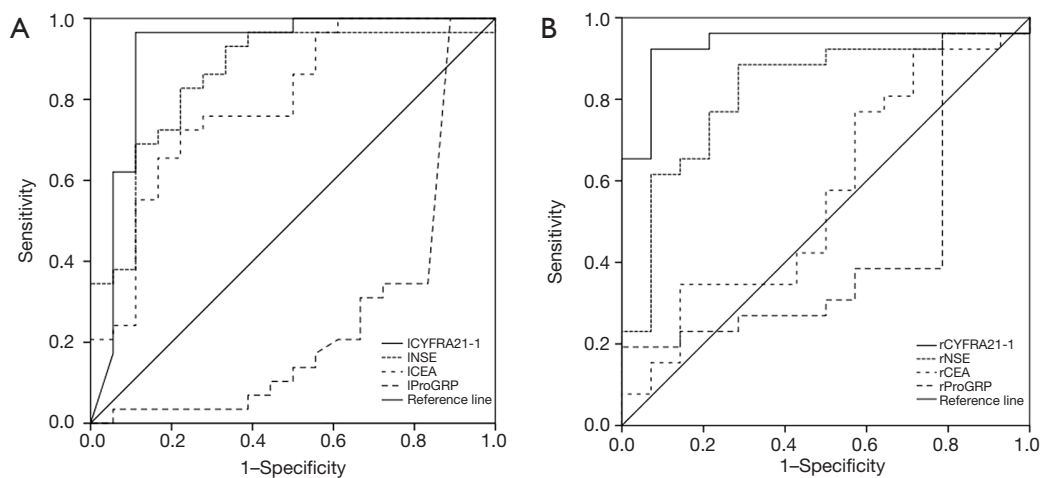 A
1.0
0.8
0.6
0.4
0.2
0.0
Sensitivity
0.0 0.2 0.4 0.6 0.8 1.0
1–Specificity
lCYFRA21-1
lNSE
lCEA
lProGRP
Reference line
B
1.0
0.8
0.6
0.4
0.2
0.0
Sensitivity
0.0 0.2 0.4 0.6 0.8 1.0
1–Specificity
rCYFRA21-1
rNSE
rCEA
rProGRP
Reference line